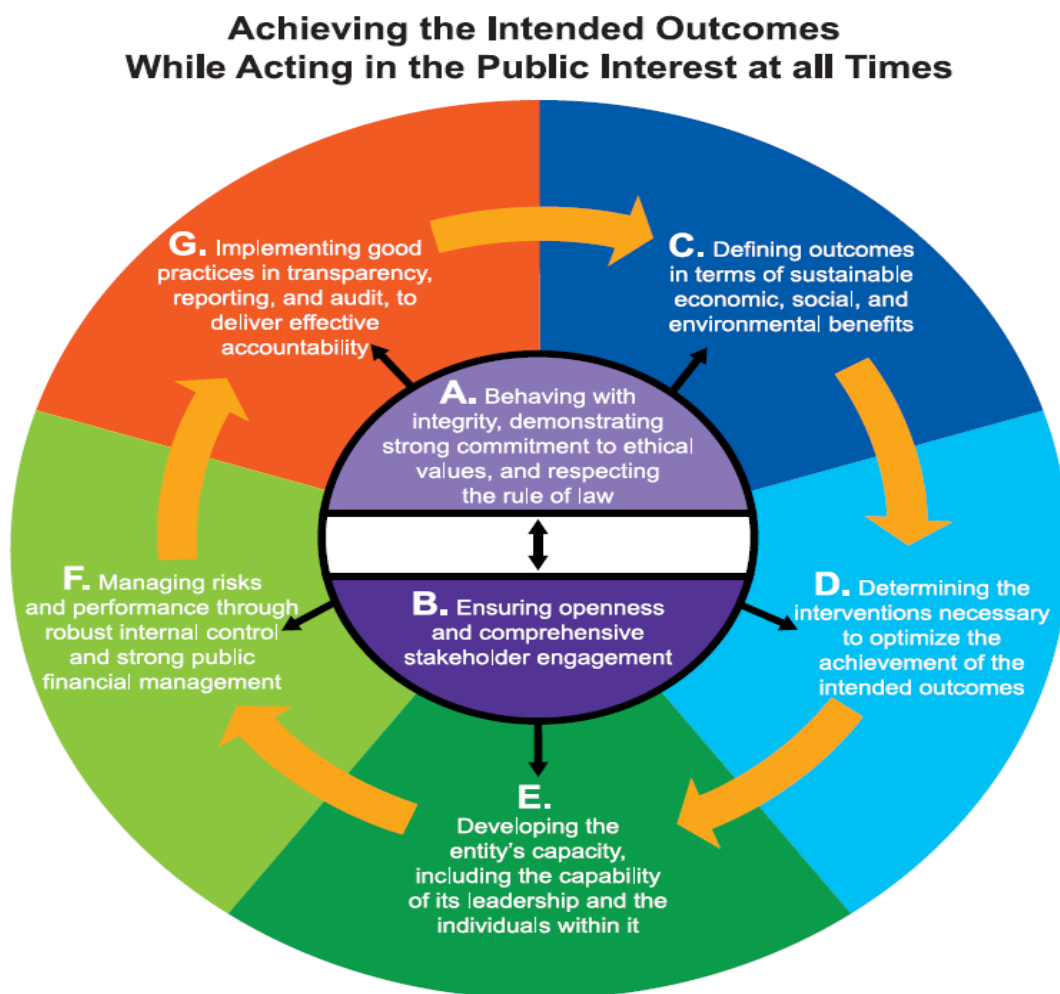 Achieving the Intended Outcomes
While Acting in the Public Interest at all Times
G. Implementing good
practices in transparency,
reporting, and audit, to
deliver effective
accountability
C. Defining outcomes
in terms of sustainable
economic, social, and
environmental benefits
A. Behaving with
integrity, demonstrating
strong commitment to ethical
values, and respecting
the rule of law
B. Ensuring openness
and comprehensive
stakeholder engagement
F. Managing risks
and performance through
robust internal control
and strong public
financial management
D. Determining the
interventions necessary
to optimize the
achievement of the
intended outcomes
E.
Developing the
entity's capacity,
including the capability
of its leadership and the
individuals within it